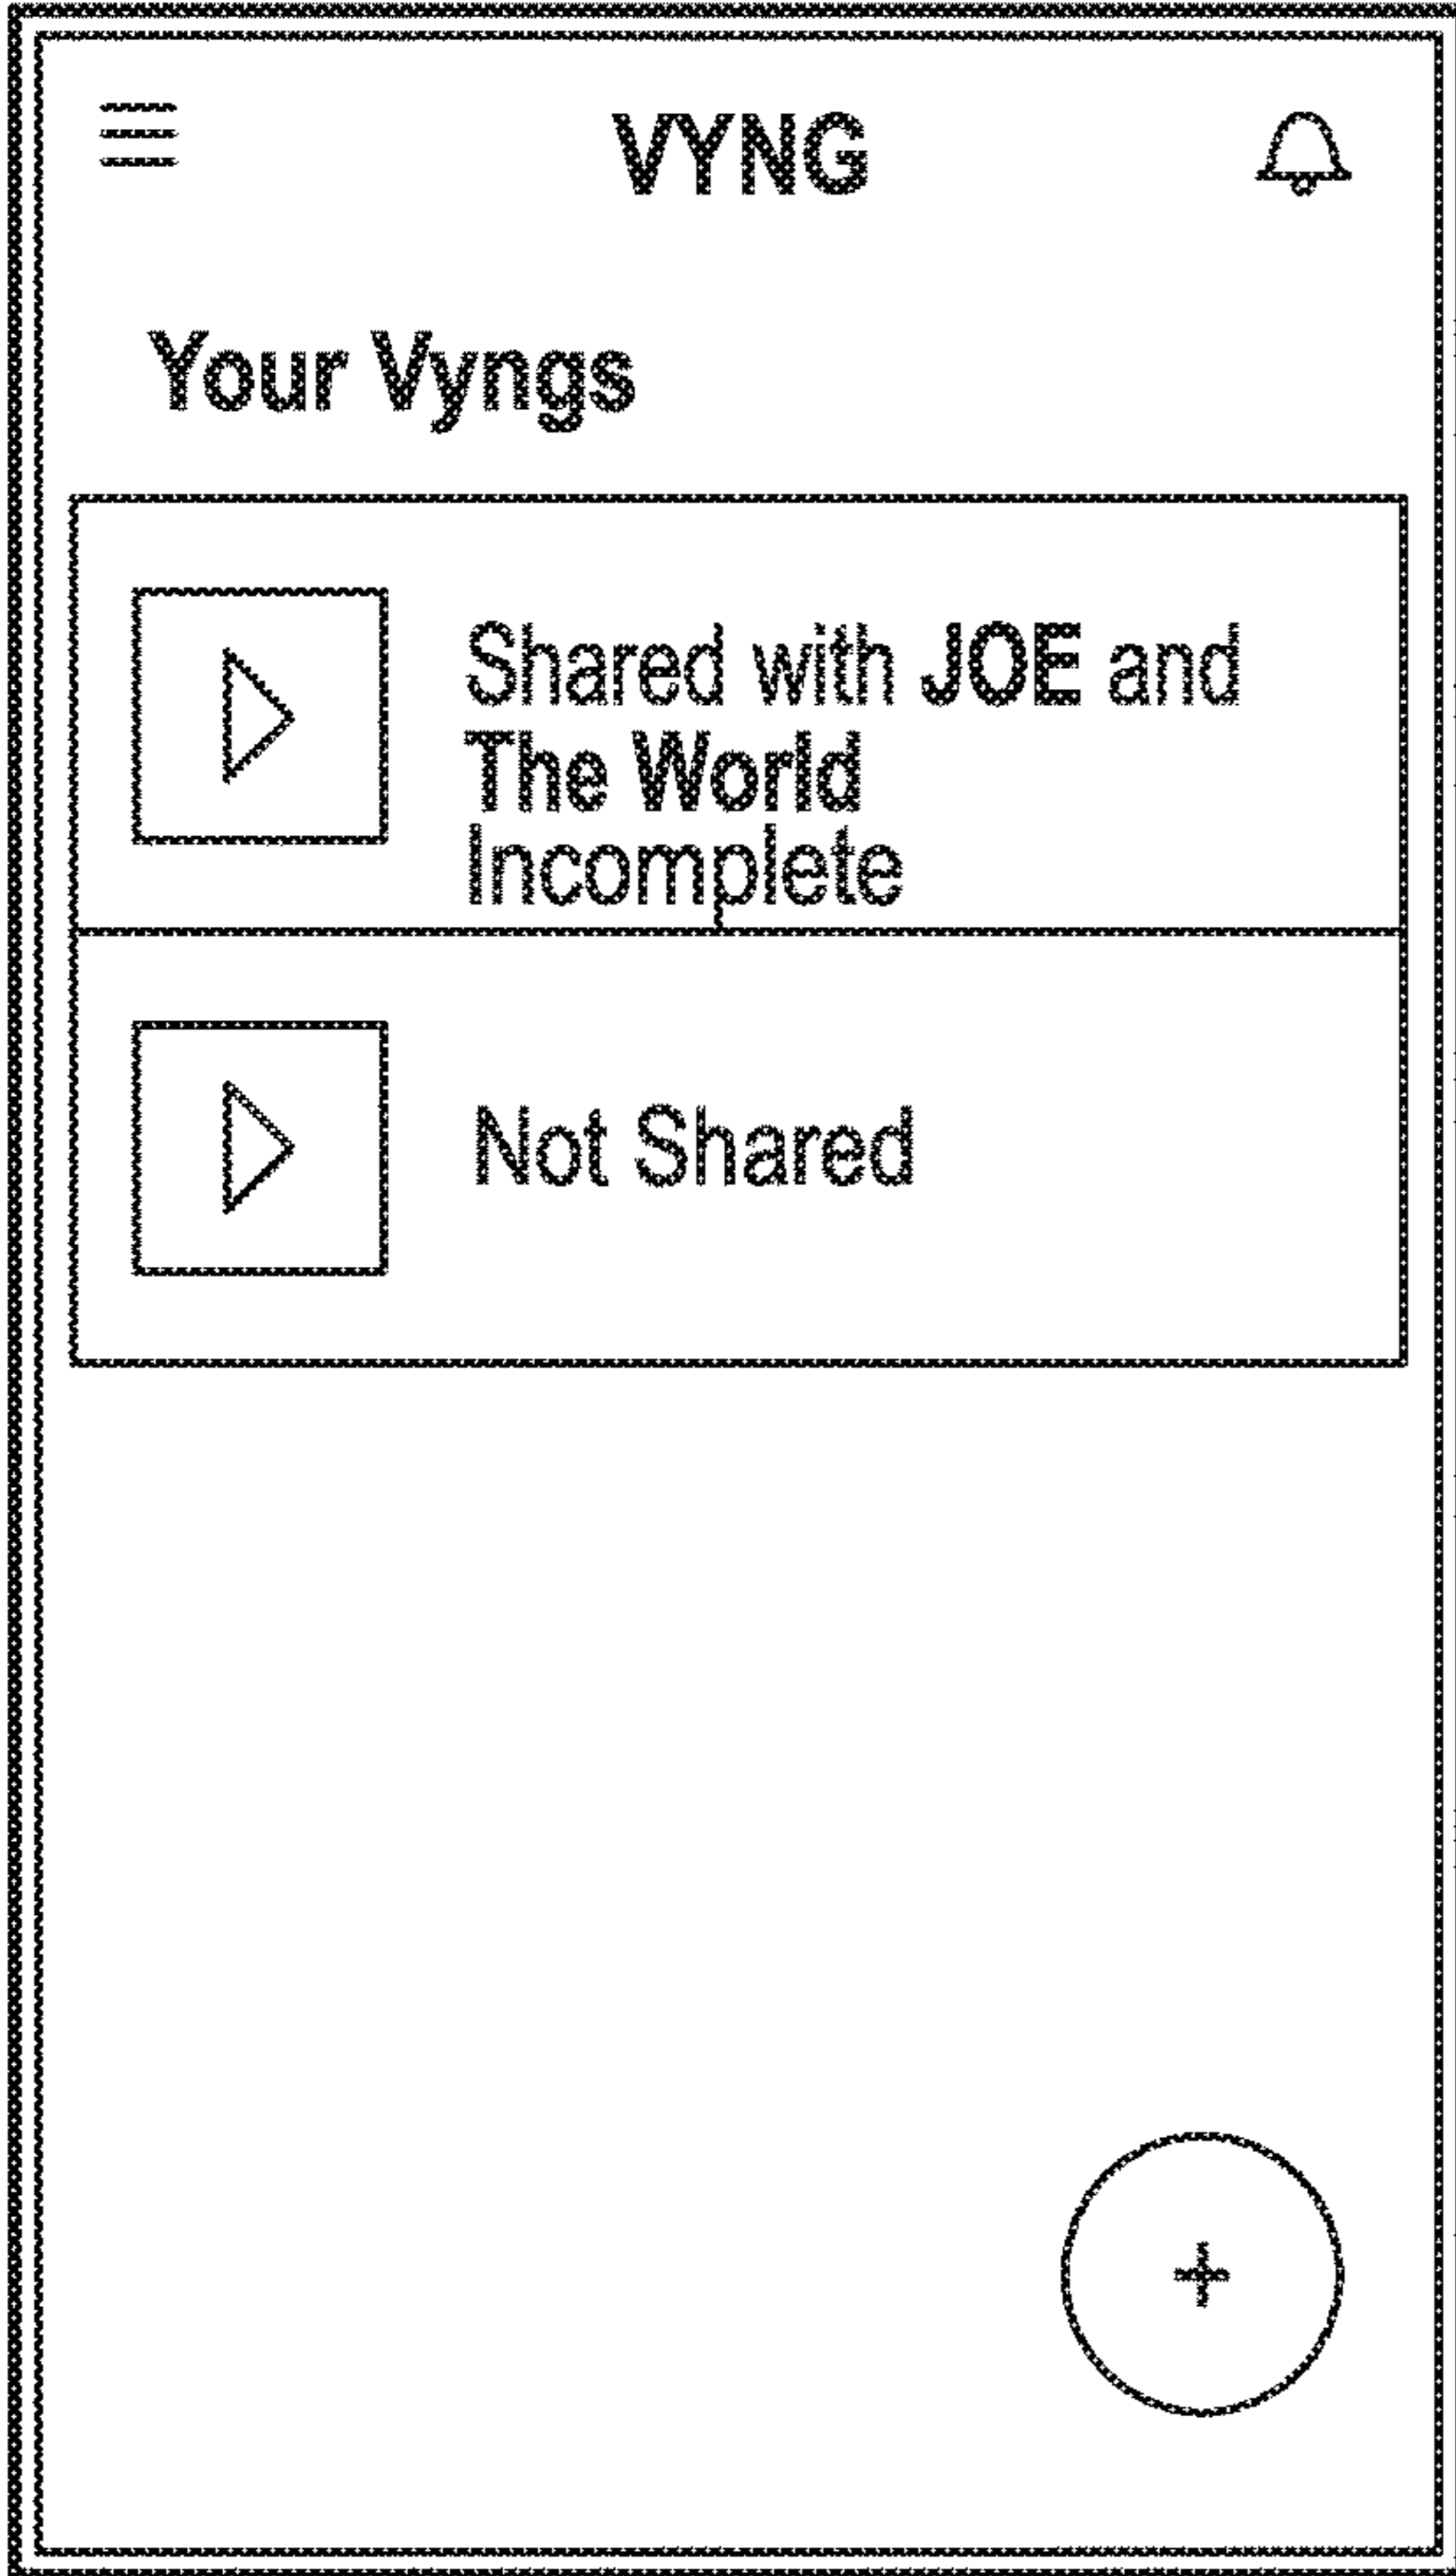 VYNG
Your Vyngs
Shared with JOE and
The World
Incomplete
Not Shared
+